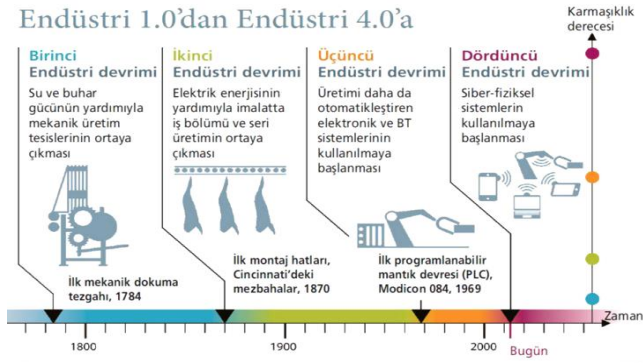 Endüstri 1.0'dan Endüstri 4.0'a
Karmaşıklık
derecesi
Birinci
Endüstri devrimi
Su ve buhar
gücünün yardımıyla
mekanik üretim
tesislerinin ortaya
çıkması
İkinci
Endüstri devrimi
Elektrik enerjisinin
yardımıyla imalatta
iş bölümü ve seri
üretimin ortaya
çıkması
Üçüncü
Endüstri devrimi
Üretimi daha da
otomatikleştiren
elektronik ve BT
sistemlerinin
kullanılmaya
başlanması
Dördüncü
Endüstri devrimi
Siber-fiziksel
sistemlerin
kullanılmaya
başlanması
İlk mekanik dokuma
tezgahı, 1784
İlk montaj hatları,
Cincinnati'deki
mezbahalar, 1870
İlk programlanabilir
mantık devresi (PLC),
Modicon 084, 1969
Zaman
1800
1900
2000
Bugün